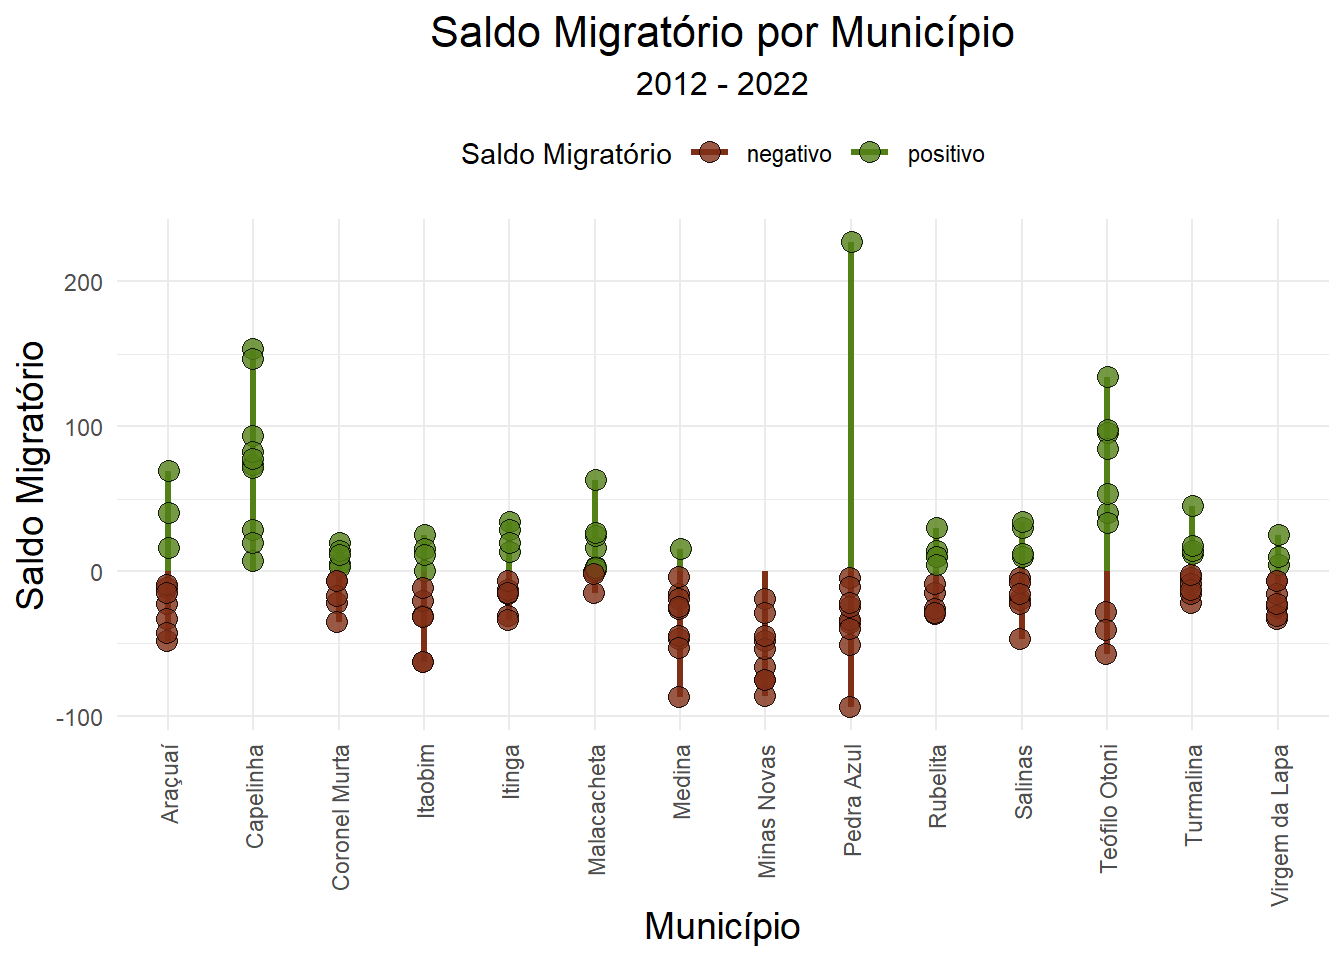 Saldo Migratório por Município
2012 - 2022
Saldo Migratório negativo positivo
Saldo Migratório
200
100
0
-100
Araçuaí
Capelinha
Coronel Murta
Itaobim
Itinga
Malacacheta
Medina
Minas Novas
Pedra Azul
Rubelita
Salinas
Teófilo Otoni
Turmalina
Virgem da Lapa
Município